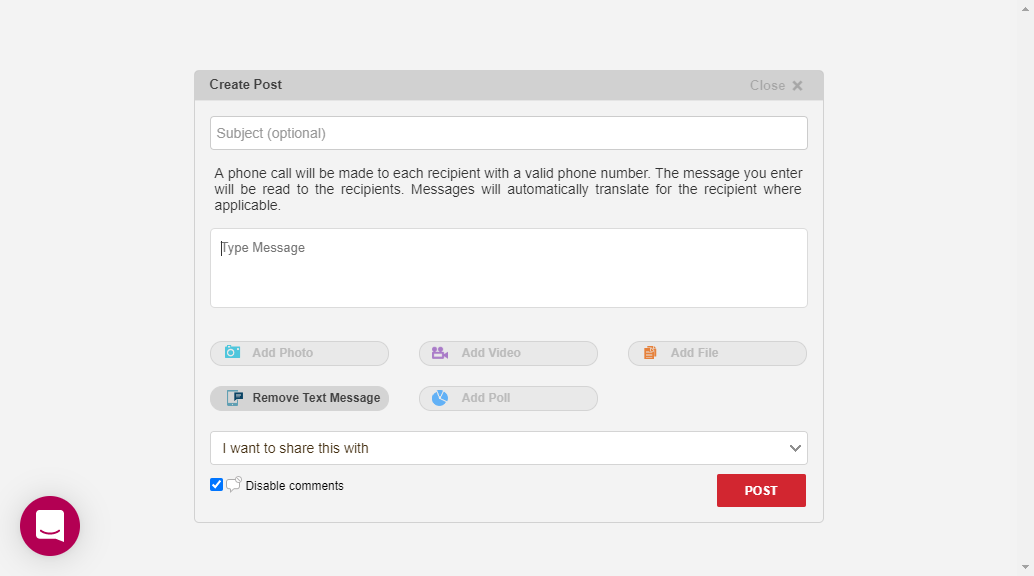 Create Post
Close
Subject (optional)
A phone call will be made to each recipient with a valid phone number. The message you enter
will be read to the recipients. Messages will automatically translate for the recipient where
applicable.
Type Message
Add Photo
Add Video
Add File
Remove Text Message
Add Poll
I want to share this with
Disable comments
POST